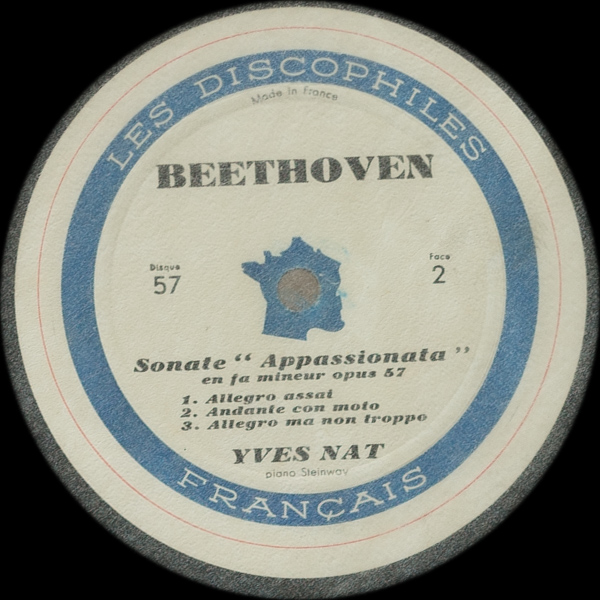 LES DISCOPHILES
Made in France
BEETHOVEN
Disque
57
Face
2
Sonate “ Appassionata ”
en fa mineur opus 57
1. Allegro assai
2. Andante con moto
3. Allegro ma non troppo
YVES NAT
piano Steinway
FRANÇAIS